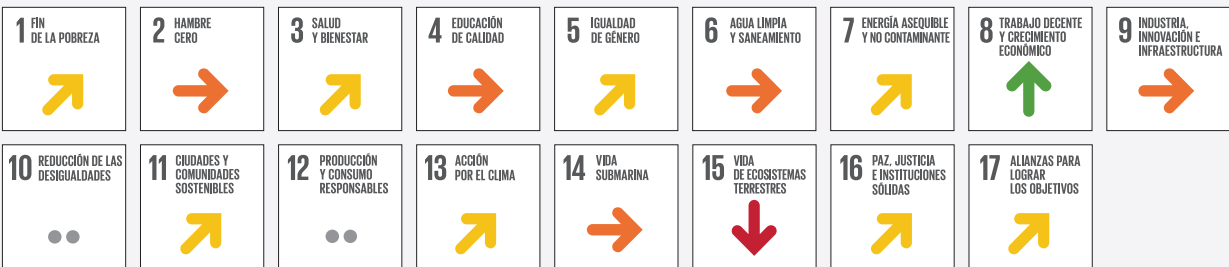 1 FIN
DE LA POBREZA
2 HAMBRE
CERO
3 SALUD
Y BIENESTAR
4 EDUCACIÓN
DE CALIDAD
5 IGUALDAD
DE GÉNERO
6 AGUA LIMPIA
Y SANEAMIENTO
7 ENERGÍA ASEQUIBLE
Y NO CONTAMINANTE
8 TRABAJO DECENTE
Y CRECIMIENTO
ECONÓMICO
9 INDUSTRIA,
INNOVACIÓN E
INFRAESTRUCTURA
10 REDUCCIÓN DE LAS
DESIGUALDADES
11 CIUDADES Y
COMUNIDADES
SOSTENIBLES
12 PRODUCCIÓN
Y CONSUMO
RESPONSABLES
13 ACCIÓN
POR EL CLIMA
14 VIDA
SUBMARINA
15 VIDA
DE ECOSISTEMAS
TERRESTRES
16 PAZ, JUSTICIA
E INSTITUCIONES
SÓLIDAS
17 ALIANZAS PARA
LOGRAR
LOS OBJETIVOS